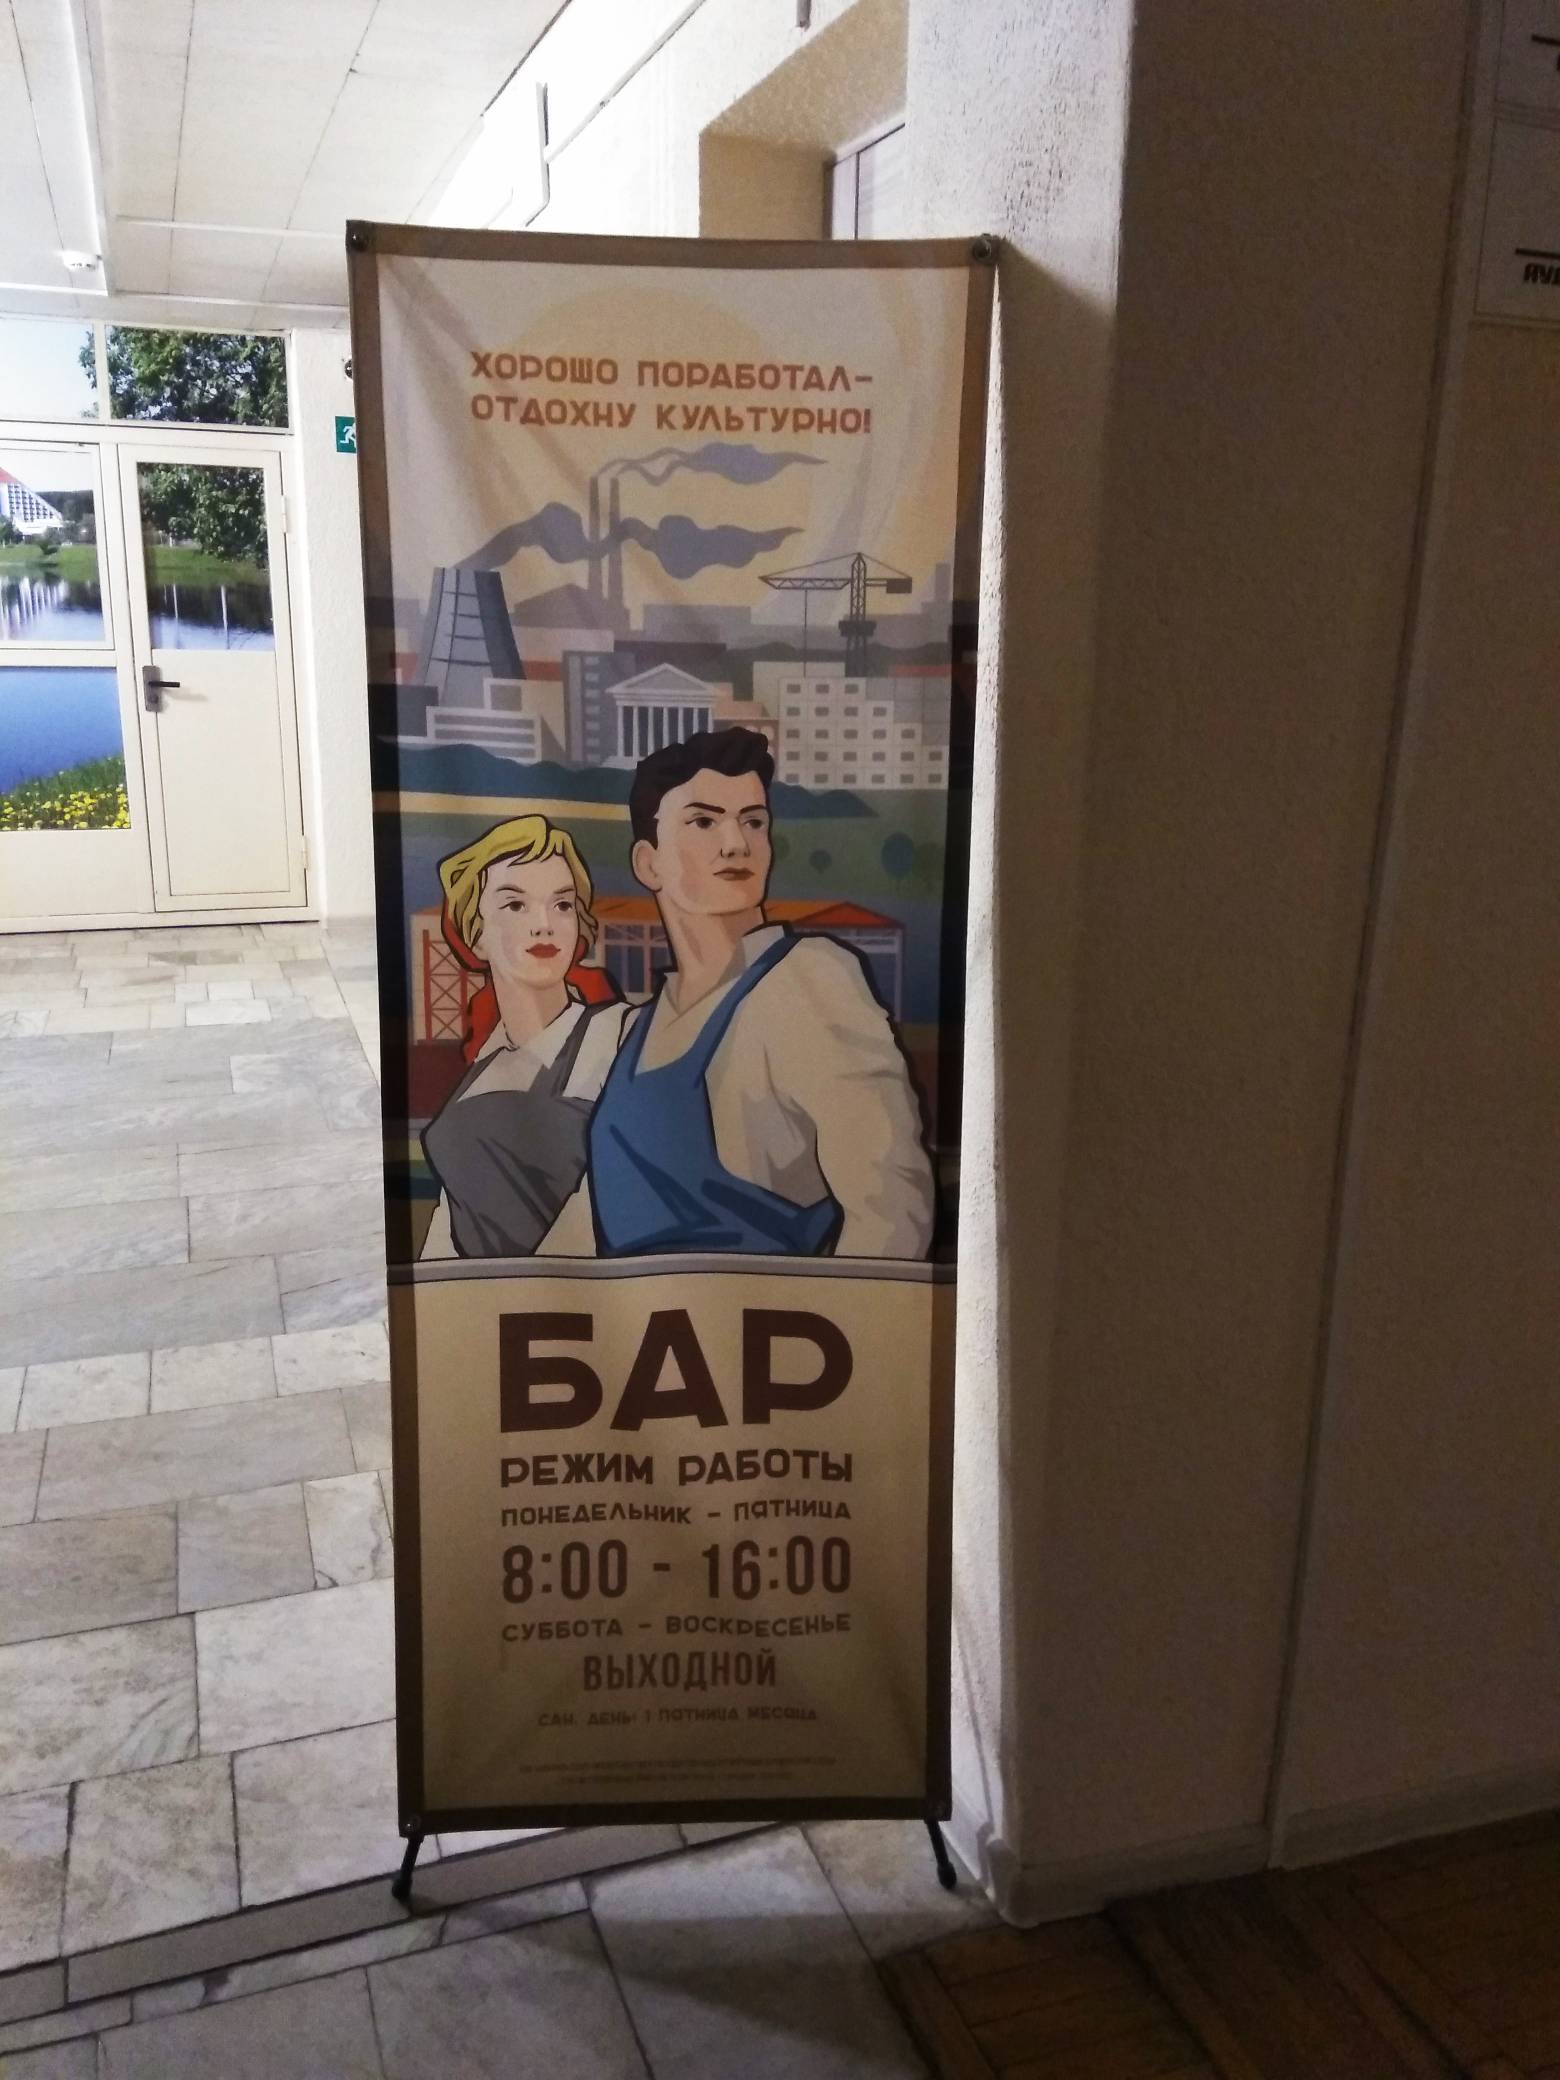 ХОРОШО ПОРАБОТАЛ-
ОТДОХНУ КУЛЬТУРНО!
БАР
РЕЖИМ РАБОТЫ
ПОНЕДЕЛЬНИК - ПЯТНИЦА
8:00 - 16:00
СУББОТА - ВОСКРЕСЕНЬЕ
ВЫХОДНОЙ
САН. ДЕНЬ: 1 ПЯТНИЦА МЕСЯЦА